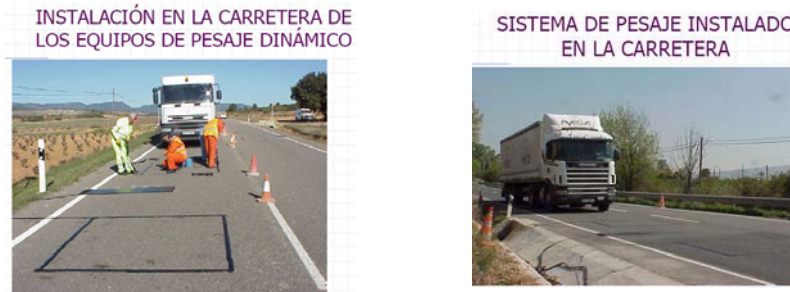 INSTALACIÓN EN LA CARRETERA DE
LOS EQUIPOS DE PESAJE DINÁMICO
SISTEMA DE PESAJE INSTALADO
EN LA CARRETERA